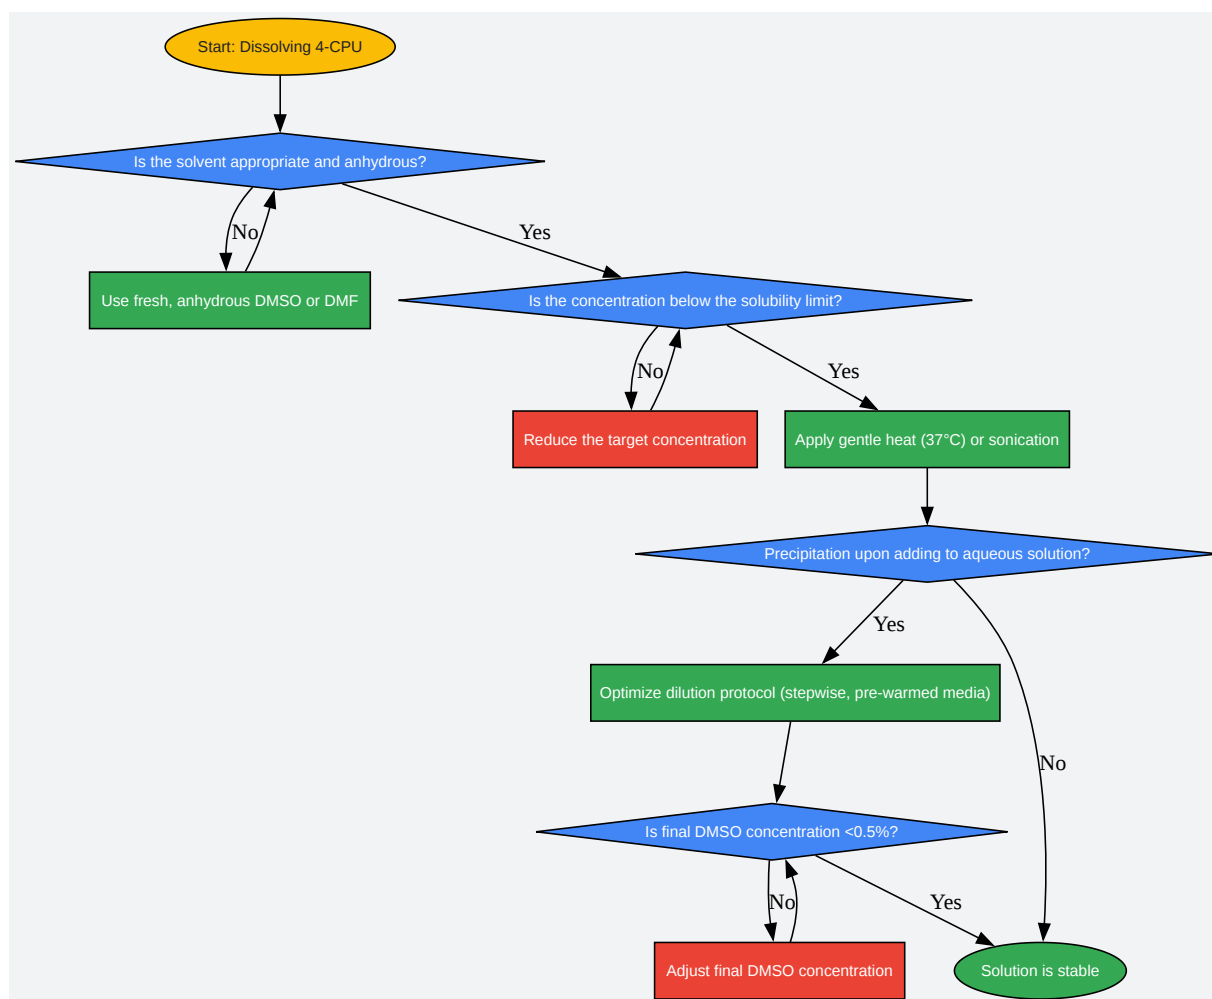 Start: Dissolving 4-CPU
Is the solvent appropriate and anhydrous?
No
Yes
Use fresh, anhydrous DMSO or DMF
Is the concentration below the solubility limit?
No
Yes
Reduce the target concentration
Apply gentle heat (37°C) or sonication
Precipitation upon adding to aqueous solution?
Yes
Optimize dilution protocol (stepwise, pre-warmed media)
No
Is final DMSO concentration <0.5%?
No
Yes
Adjust final DMSO concentration
Solution is stable